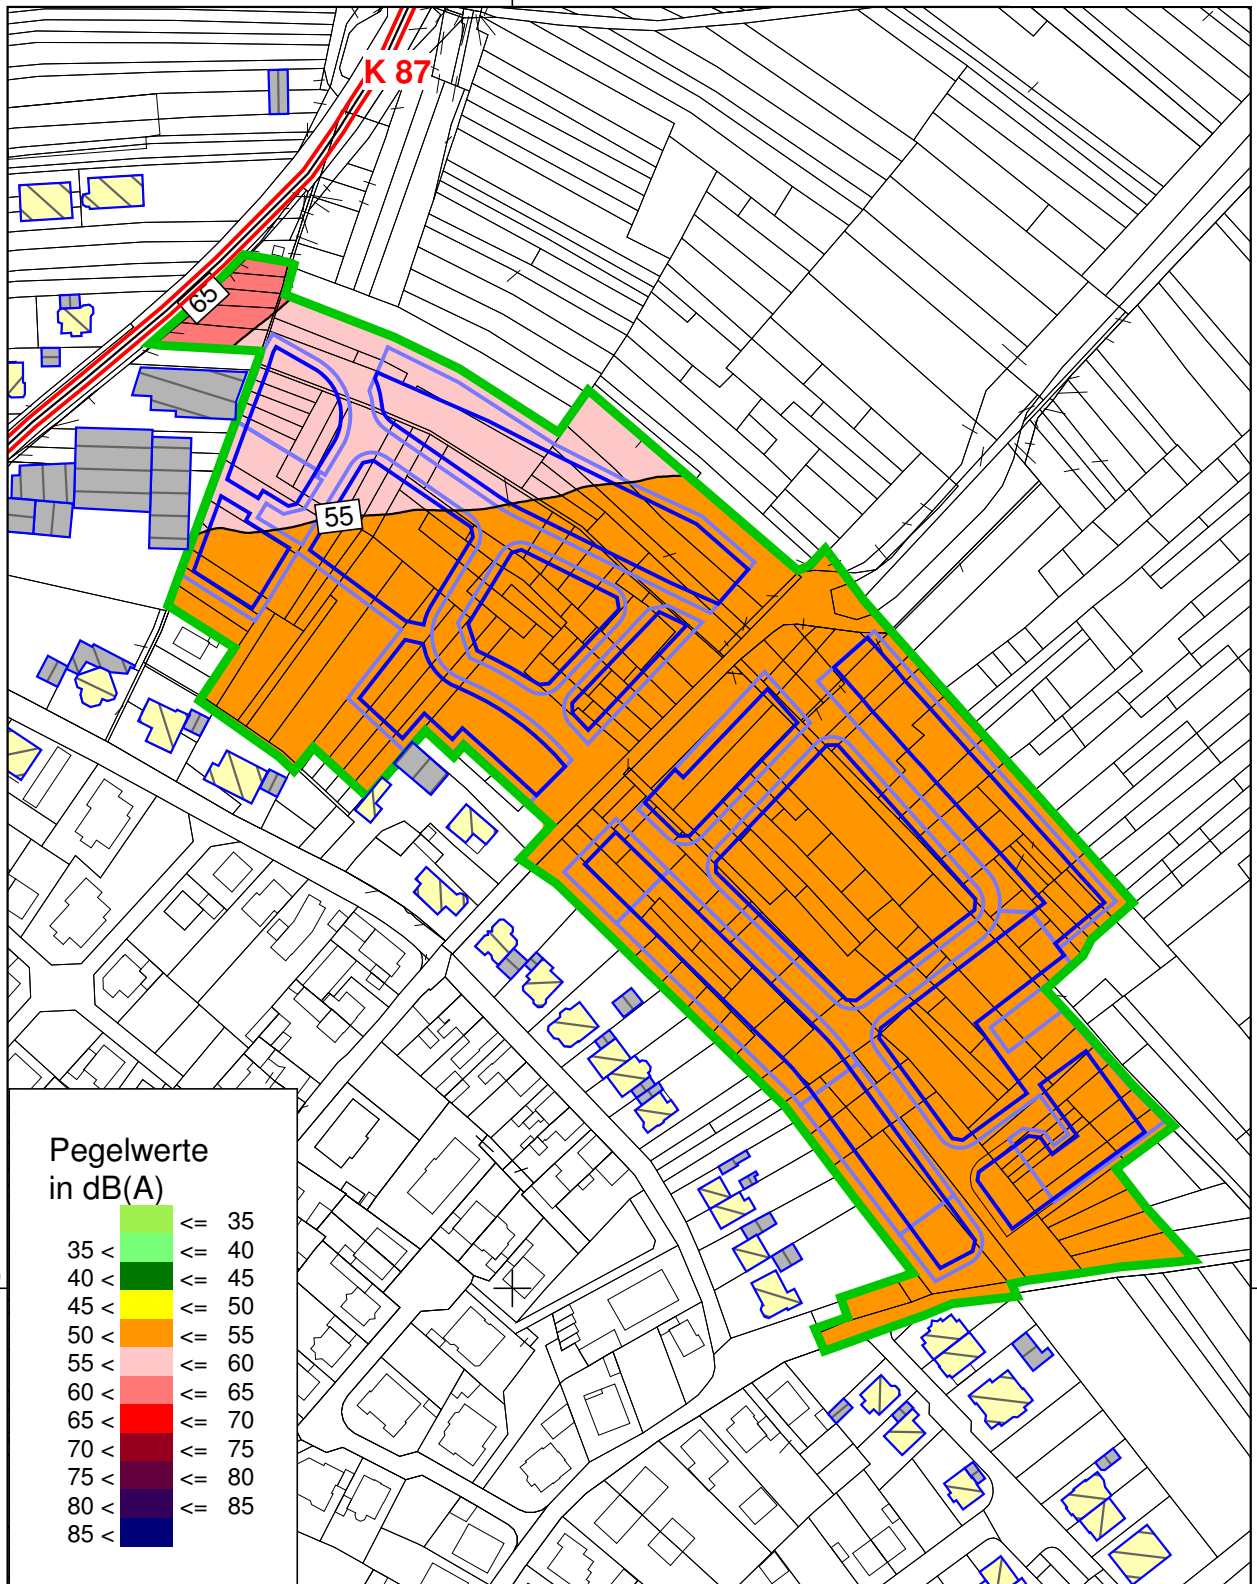 K 87
65
55
Pegelwerte
in dB(A)
<= 35
35 < <= 40
40 < <= 45
45 < <= 50
50 < <= 55
55 < <= 60
60 < <= 65
65 < <= 70
70 < <= 75
75 < <= 80
80 < <= 85
85 <